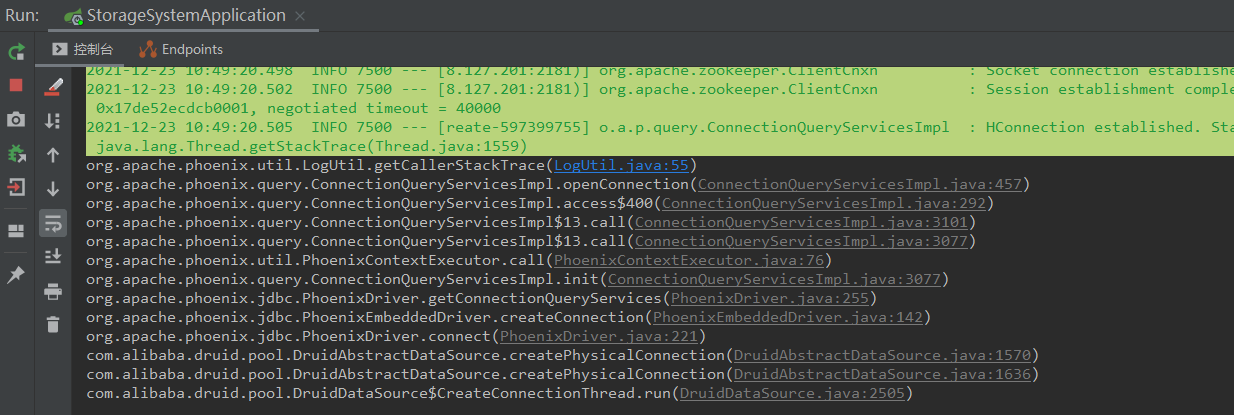 Run: StorageSystemApplication ×
控制台 Endpoints
2021-12-23 10:49:20.498 INFO 7500 --- [8.127.201:2181)] org.apache.zookeeper.ClientCnxn : Socket connection establishe
2021-12-23 10:49:20.502 INFO 7500 --- [8.127.201:2181)] org.apache.zookeeper.ClientCnxn : Session establishment comple
0x17de52ecdcb0001, negotiated timeout = 40000
2021-12-23 10:49:20.505 INFO 7500 --- [reate-597399755] o.a.p.query.ConnectionQueryServicesImpl : HConnection established. Sta
java.lang.Thread.getStackTrace(Thread.java:1559)
org.apache.phoenix.util.LogUtil.getCallerStackTrace(LogUtil.java:55)
org.apache.phoenix.query.ConnectionQueryServicesImpl.openConnection(ConnectionQueryServicesImpl.java:457)
org.apache.phoenix.query.ConnectionQueryServicesImpl.access$400(ConnectionQueryServicesImpl.java:292)
org.apache.phoenix.query.ConnectionQueryServicesImpl$13.call(ConnectionQueryServicesImpl.java:3101)
org.apache.phoenix.query.ConnectionQueryServicesImpl$13.call(ConnectionQueryServicesImpl.java:3077)
org.apache.phoenix.util.PhoenixContextExecutor.call(PhoenixContextExecutor.java:76)
org.apache.phoenix.query.ConnectionQueryServicesImpl.init(ConnectionQueryServicesImpl.java:3077)
org.apache.phoenix.jdbc.PhoenixDriver.getConnectionQueryServices(PhoenixDriver.java:255)
org.apache.phoenix.jdbc.PhoenixEmbeddedDriver.createConnection(PhoenixEmbeddedDriver.java:142)
org.apache.phoenix.jdbc.PhoenixDriver.connect(PhoenixDriver.java:221)
com.alibaba.druid.pool.DruidAbstractDataSource.createPhysicalConnection(DruidAbstractDataSource.java:1570)
com.alibaba.druid.pool.DruidAbstractDataSource.createPhysicalConnection(DruidAbstractDataSource.java:1636)
com.alibaba.druid.pool.DruidDataSource$CreateConnectionThread.run(DruidDataSource.java:2505)